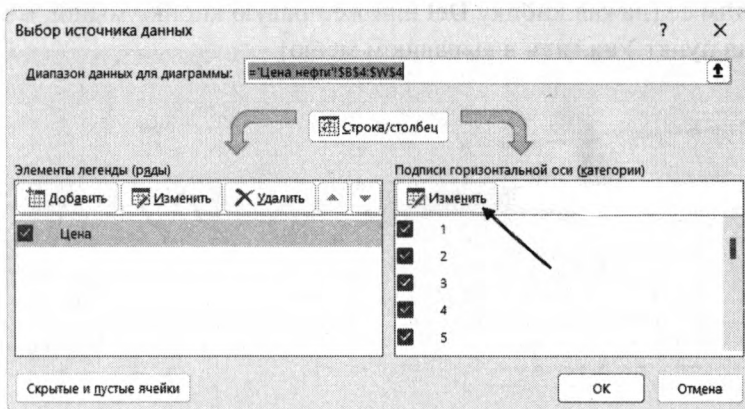 Выбор источника данных ? ×
Диапазон данных для диаграммы: ='Цена нефти'!$B$4:$W$4
Строка/столбец
Элементы легенды (ряды)
Добавить Изменить Удалить
Цена
Подписи горизонтальной оси (категории)
Изменить
1
2
3
4
5
Скрытые и пустые ячейки
ОК Отмена